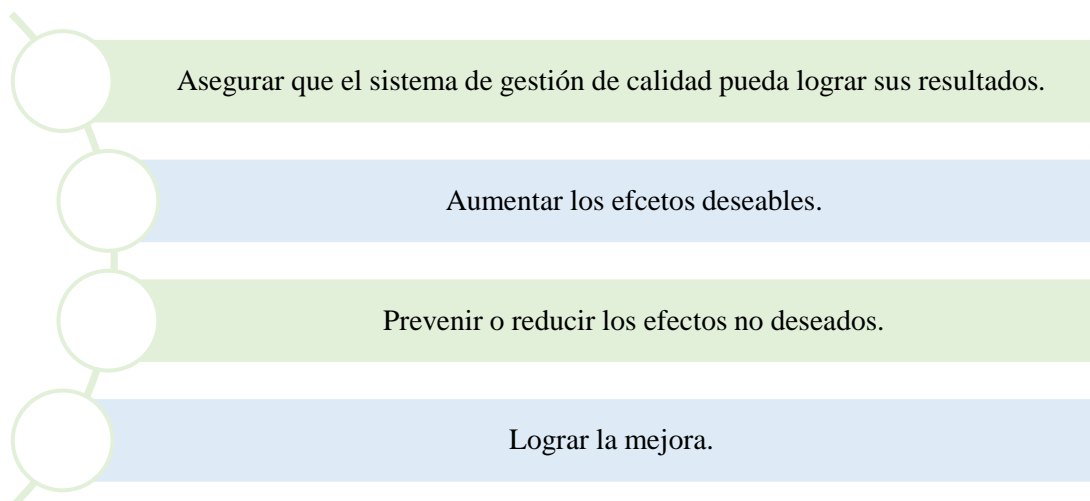 Asegurar que el sistema de gestión de calidad pueda lograr sus resultados.
Aumentar los efcetos deseables.
Prevenir o reducir los efectos no deseados.
Lograr la mejora.